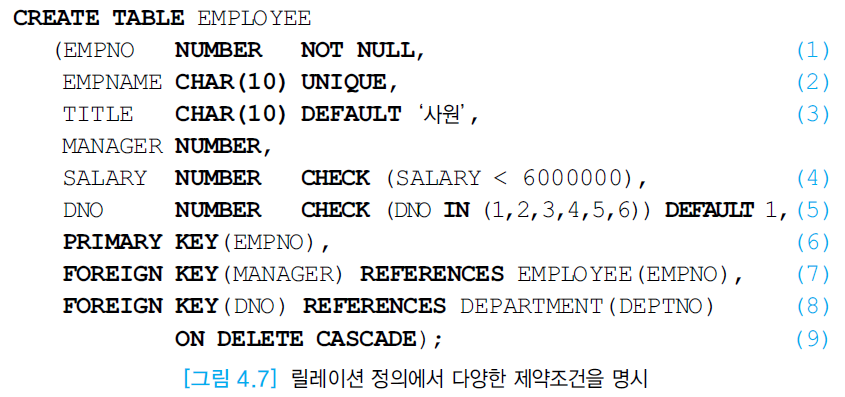 CREATE TABLE EMPLOYEE
(EMPNO NUMBER NOT NULL, (1)
EMPNAME CHAR(10) UNIQUE, (2)
TITLE CHAR(10) DEFAULT ‘사원’, (3)
MANAGER NUMBER,
SALARY NUMBER CHECK (SALARY < 6000000), (4)
DNO NUMBER CHECK (DNO IN (1,2,3,4,5,6)) DEFAULT 1, (5)
PRIMARY KEY(EMPNO), (6)
FOREIGN KEY(MANAGER) REFERENCES EMPLOYEE(EMPNO), (7)
FOREIGN KEY(DNO) REFERENCES DEPARTMENT(DEPTNO) (8)
ON DELETE CASCADE); (9)
[그림 4.7] 릴레이션 정의에서 다양한 제약조건을 명시